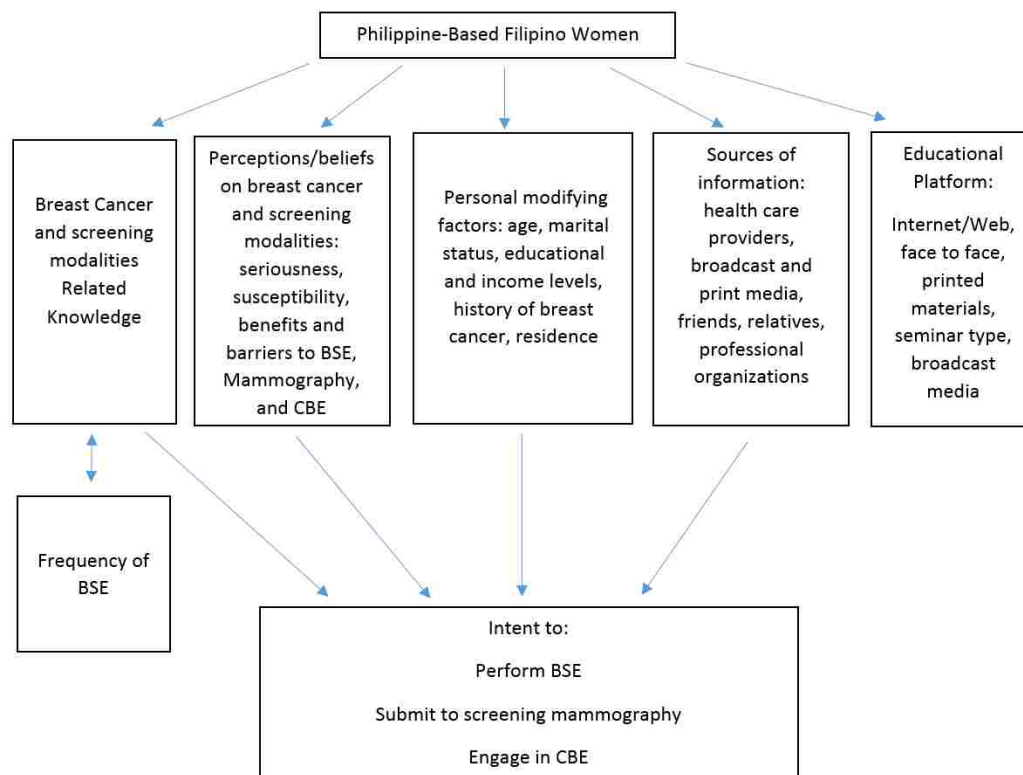 Philippine-Based Filipino Women
Breast Cancer
and screening
modalities
Related
Knowledge
Perceptions/beliefs
on breast cancer
and screening
modalities:
seriousness,
susceptibility,
benefits and
barriers to BSE,
Mammography,
and CBE
Personal modifying
factors: age, marital
status, educational
and income levels,
history of breast
cancer, residence
Sources of
information:
health care
providers,
broadcast and
print media,
friends, relatives,
professional
organizations
Educational
Platform:
Internet/Web,
face to face,
printed
materials,
seminar type,
broadcast
media
Frequency of
BSE
Intent to:
Perform BSE
Submit to screening mammography
Engage in CBE